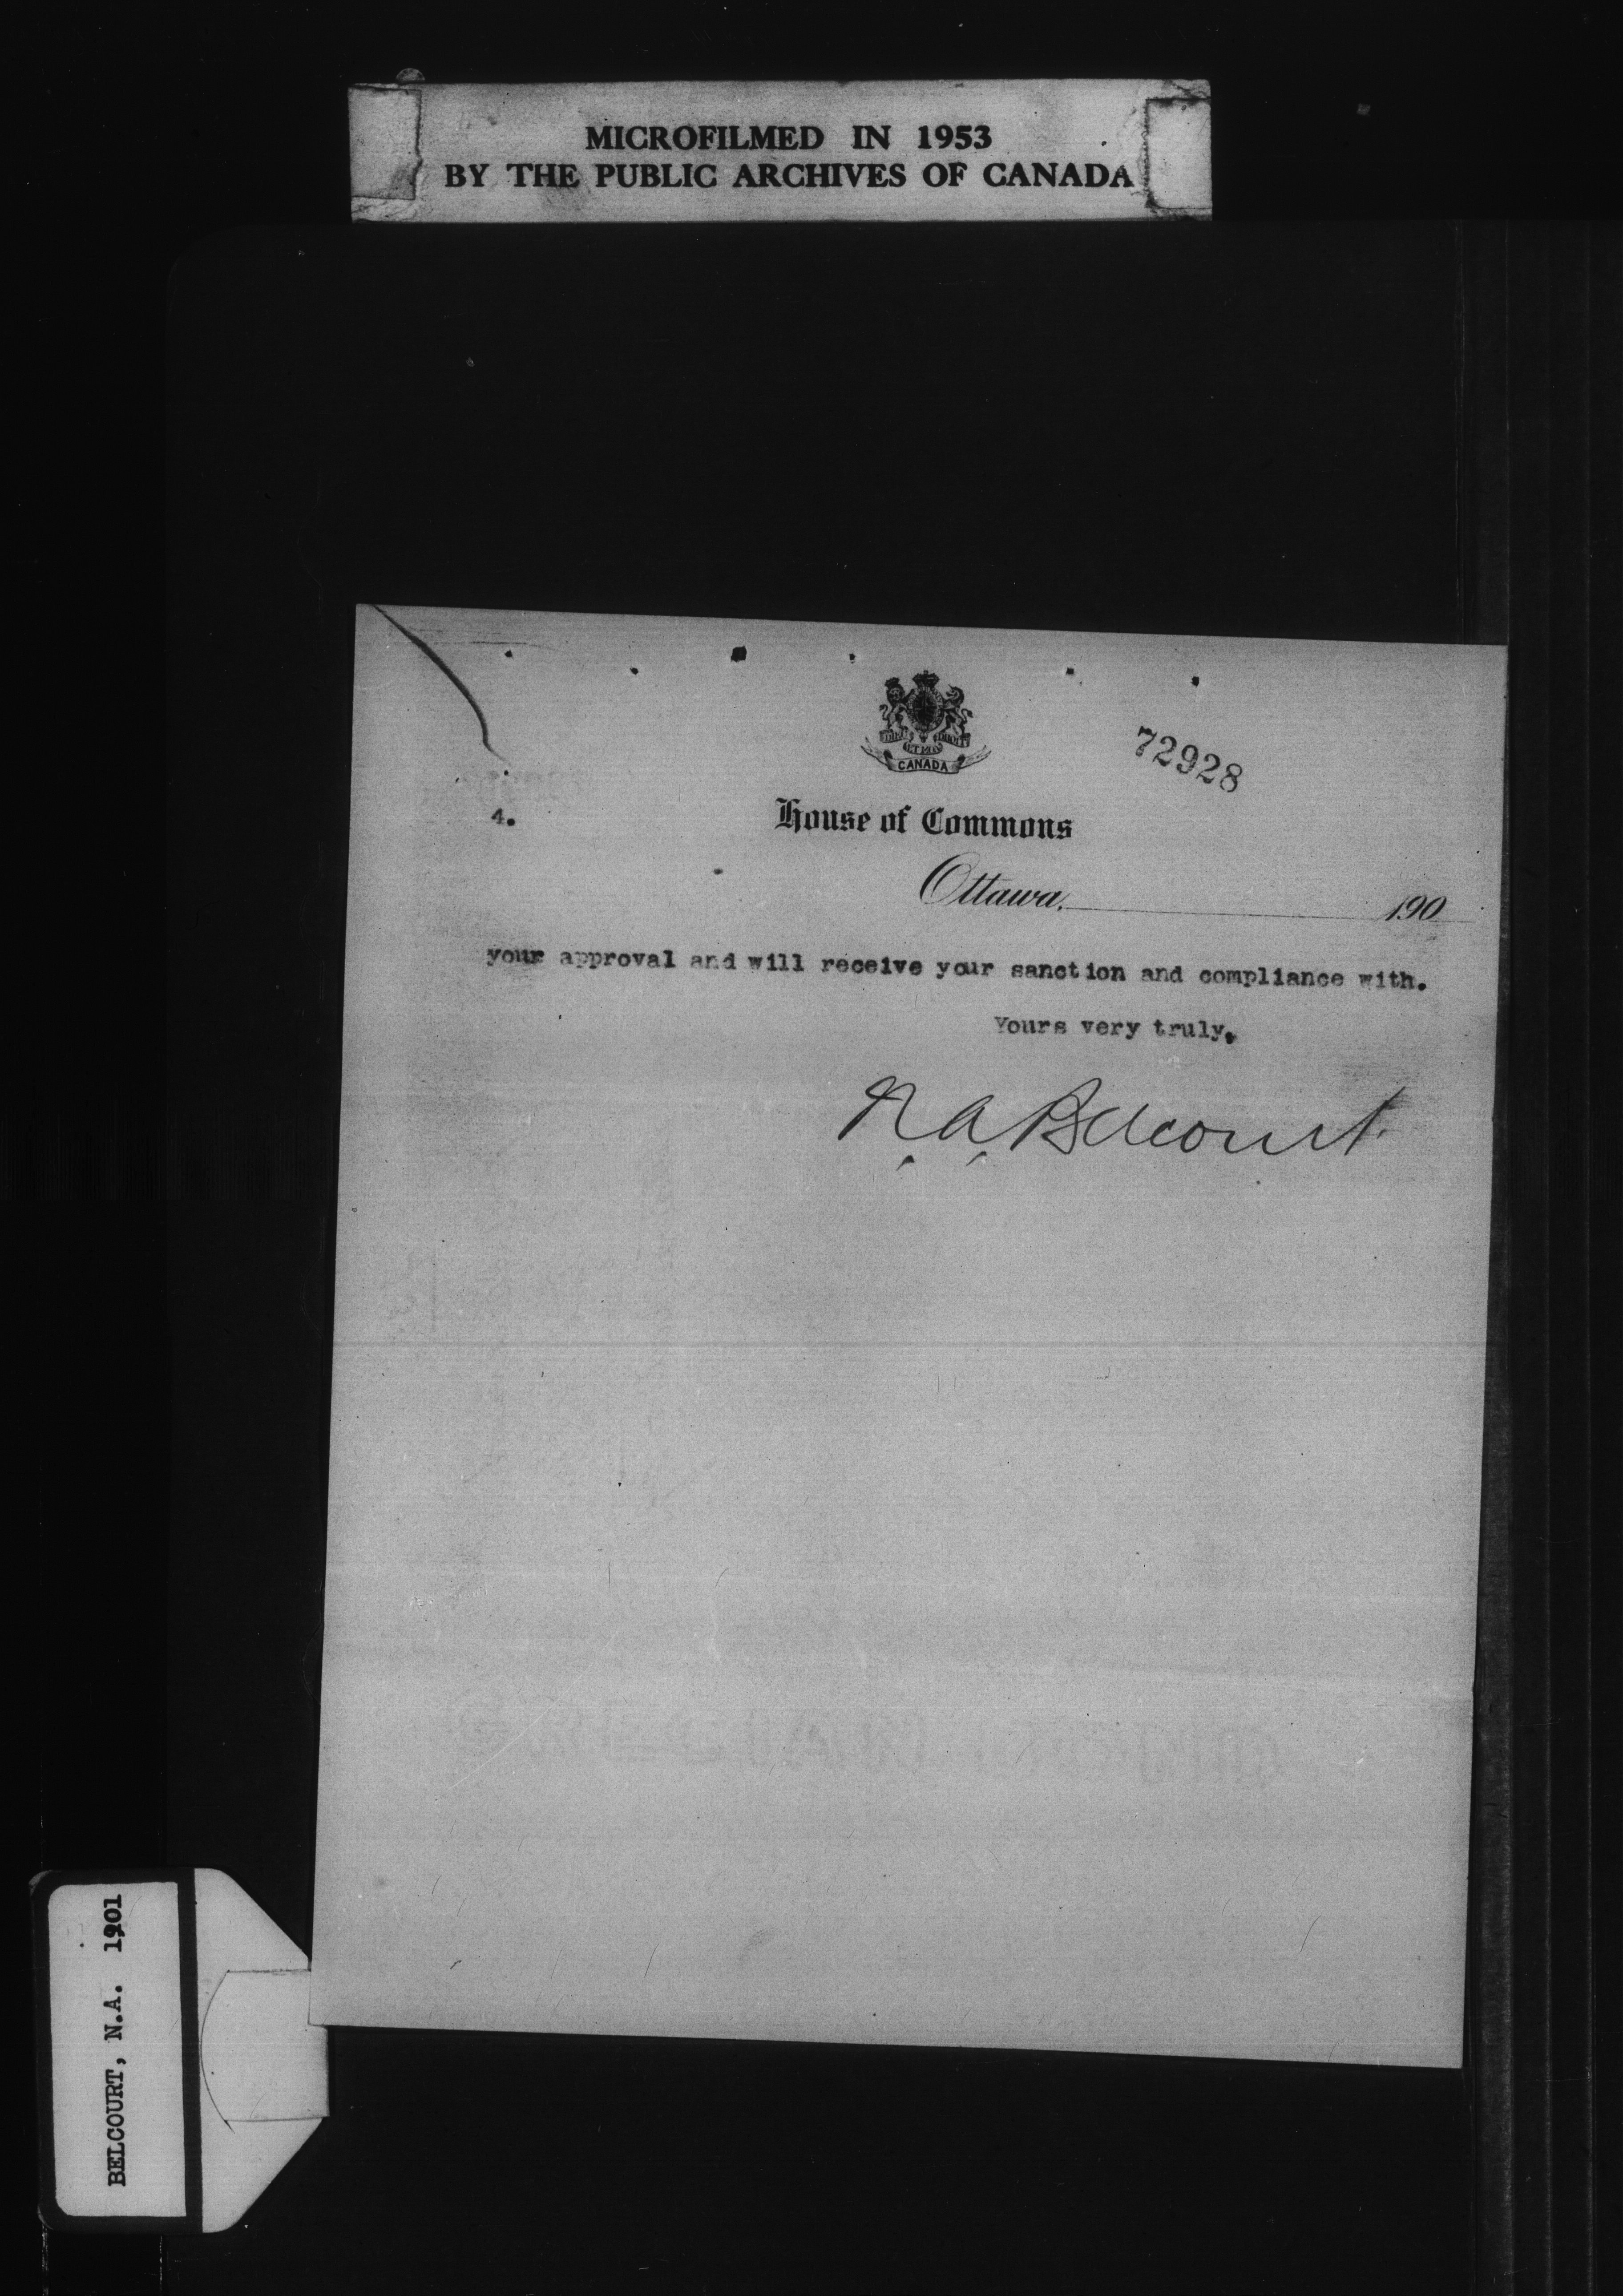 MICROFILMED IN 1953
BY THE PUBLIC ARCHIVES OF CANADA
CANADA
72928
4.
House of Commons
Ottawa, 190
your approval and will receive your sanction and compliance with.
Yours very truly.
N. A. Belcourt.
BELCOURT, N.A. 1901